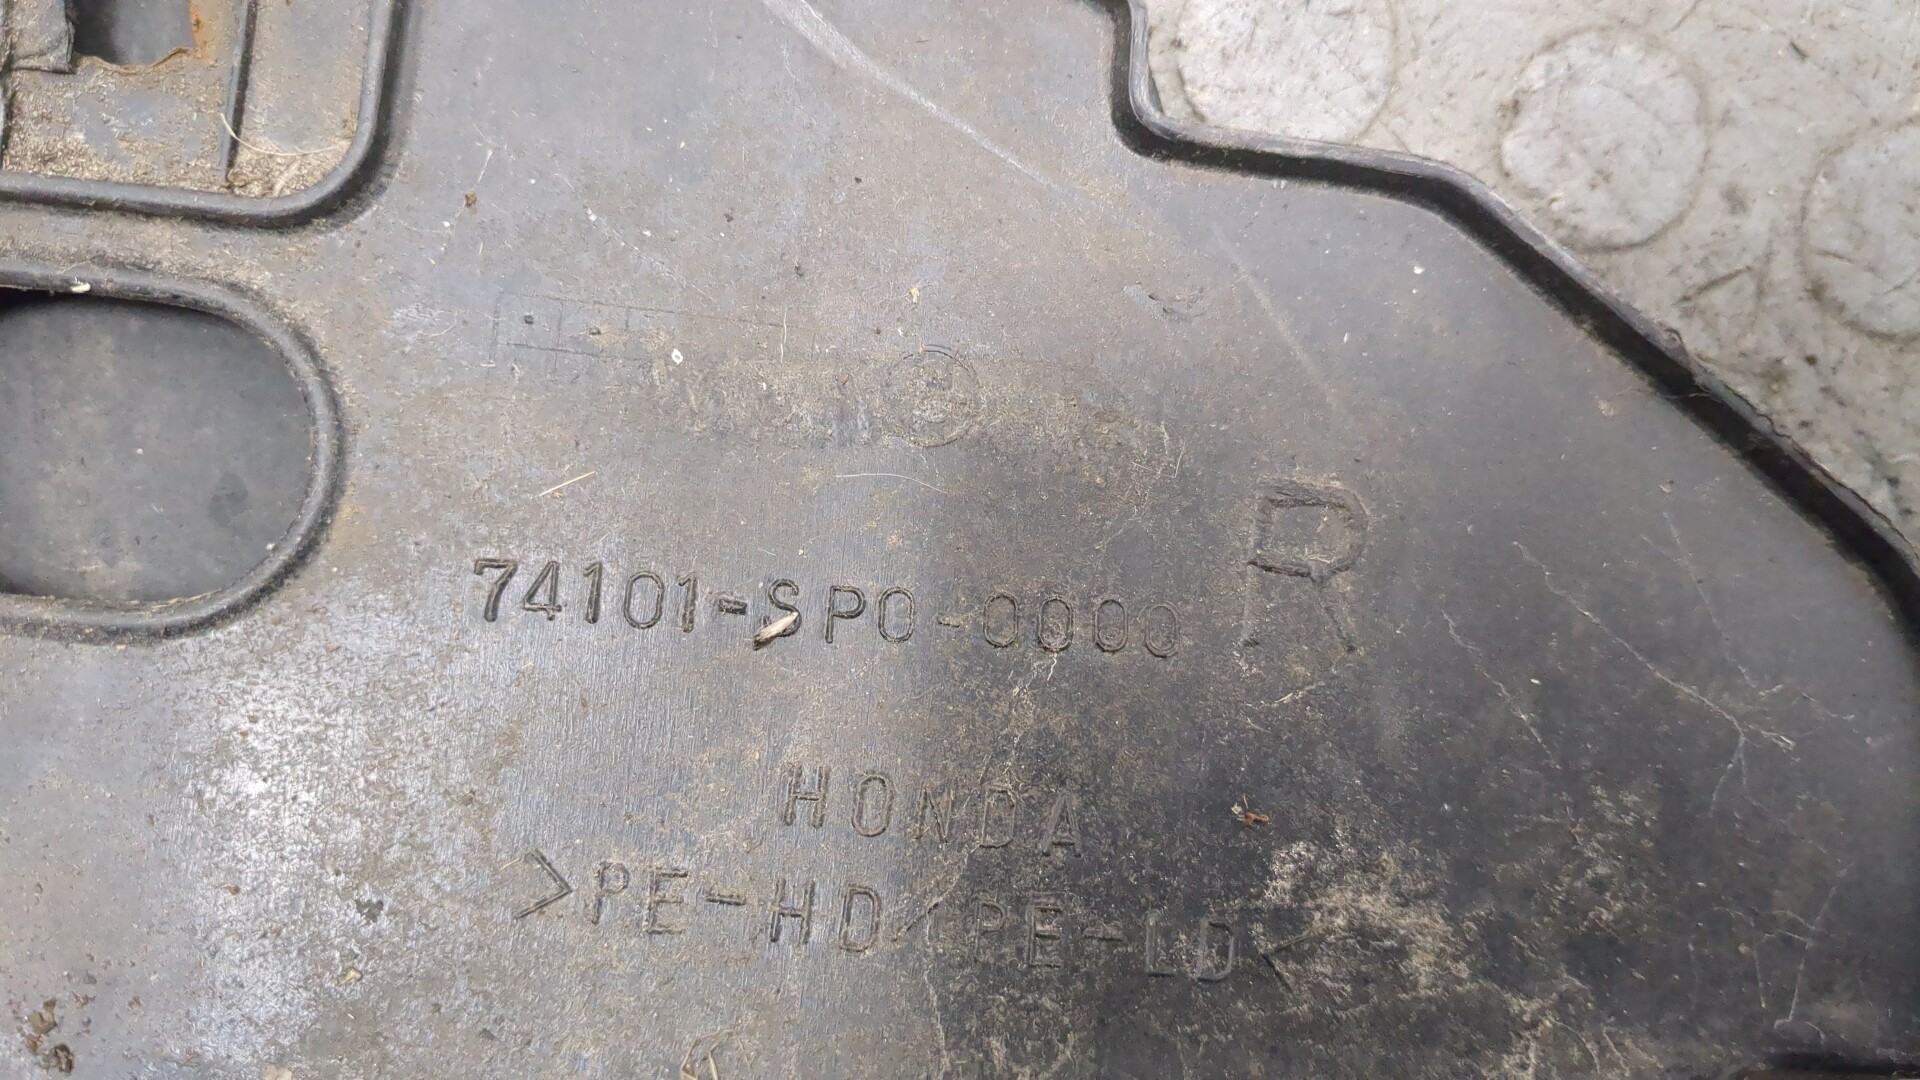 74101-SP0-0000
R
HONDA
>PE-HD/PE-LD<